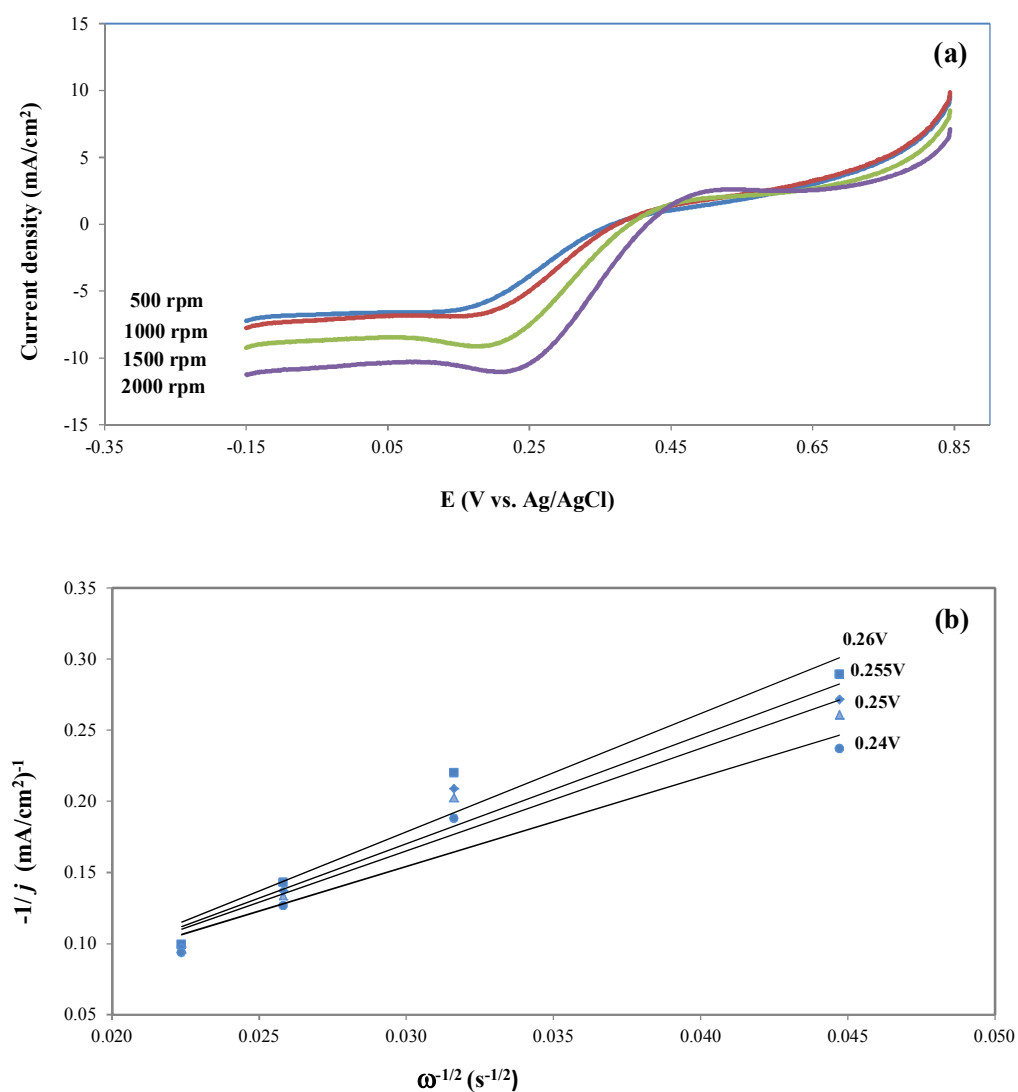 15
(a)
10
5
0
-5
-10
-15
Current density (mA/cm²)
500 rpm
1000 rpm
1500 rpm
2000 rpm
-0.35 -0.15 0.05 0.25 0.45 0.65 0.85
E (V vs. Ag/AgCl)
0.35
(b)
0.30
0.25
0.20
0.15
0.10
0.05
-1/ j (mA/cm²)⁻¹
0.26V
0.255V
0.25V
0.24V
0.020 0.025 0.030 0.035 0.040 0.045 0.050
ω⁻¹/² (s⁻¹/²)